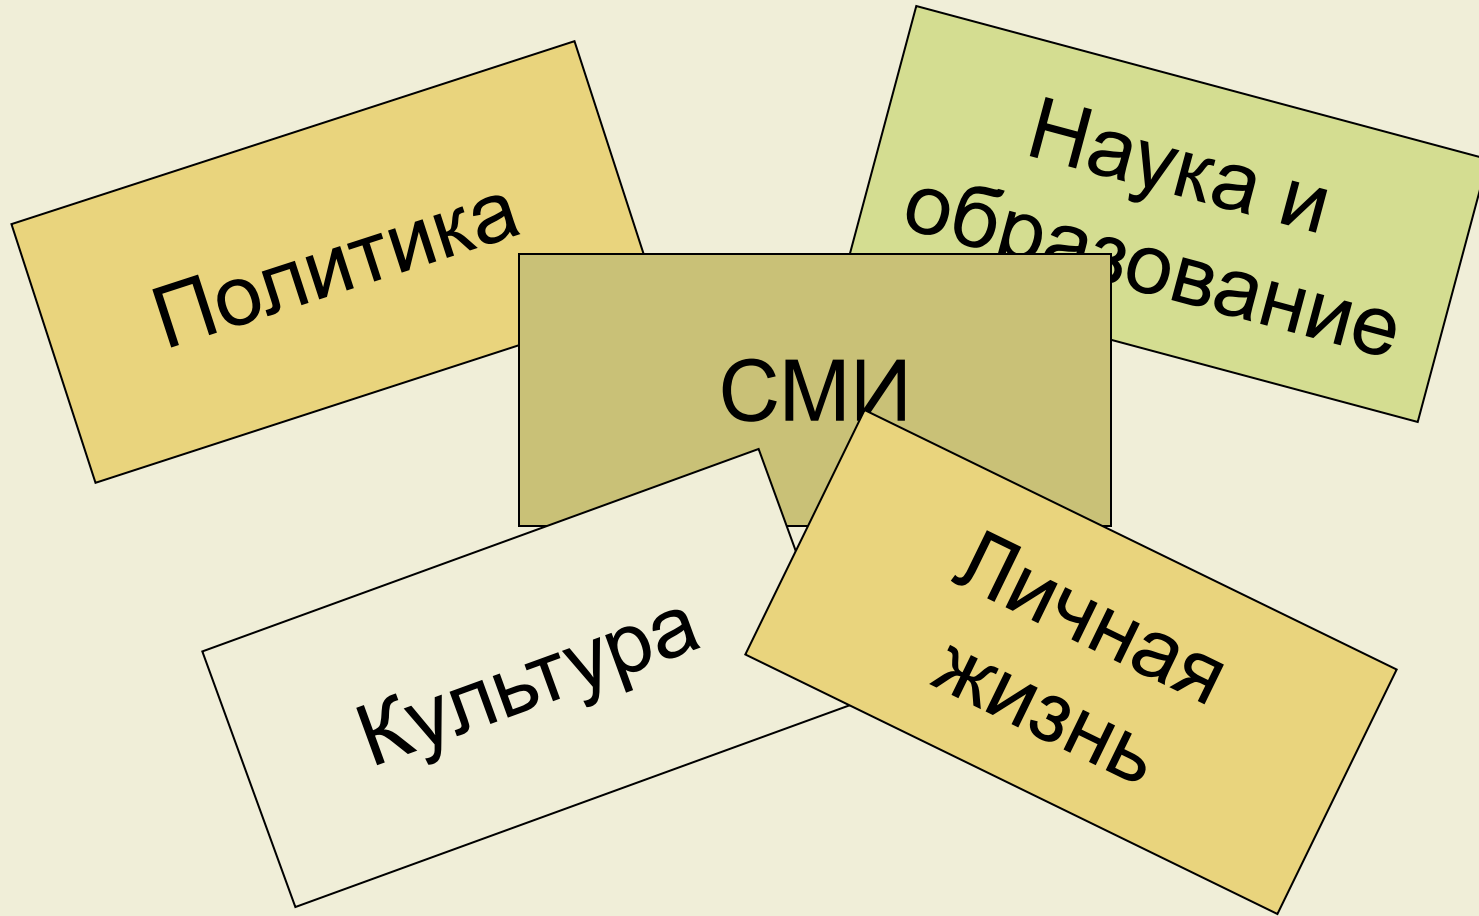 Политика
Наука и
образование
СМИ
Культура
Личная
жизнь